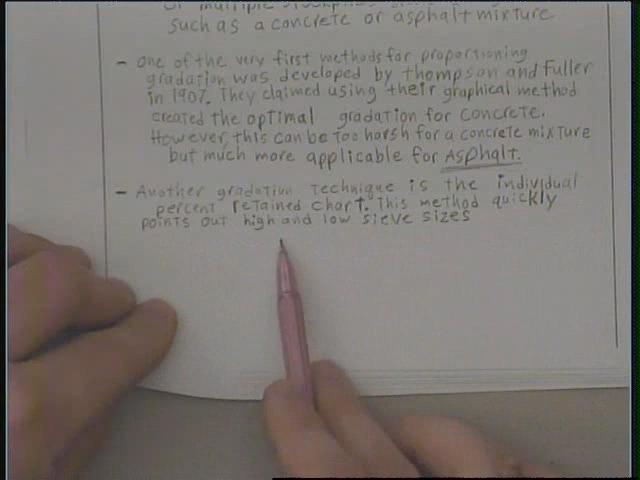 or multiple
such as a concrete or asphalt mixture
- One of the very first methods for proportioning
gradation was developed by Thompson and Fuller
in 1907. They claimed using their graphical method
created the optimal gradation for concrete.
However, this can be too harsh for a concrete mixture
but much more applicable for Asphalt.
- Another gradation technique is the individual
percent retained chart. This method quickly
points out high and low sieve sizes